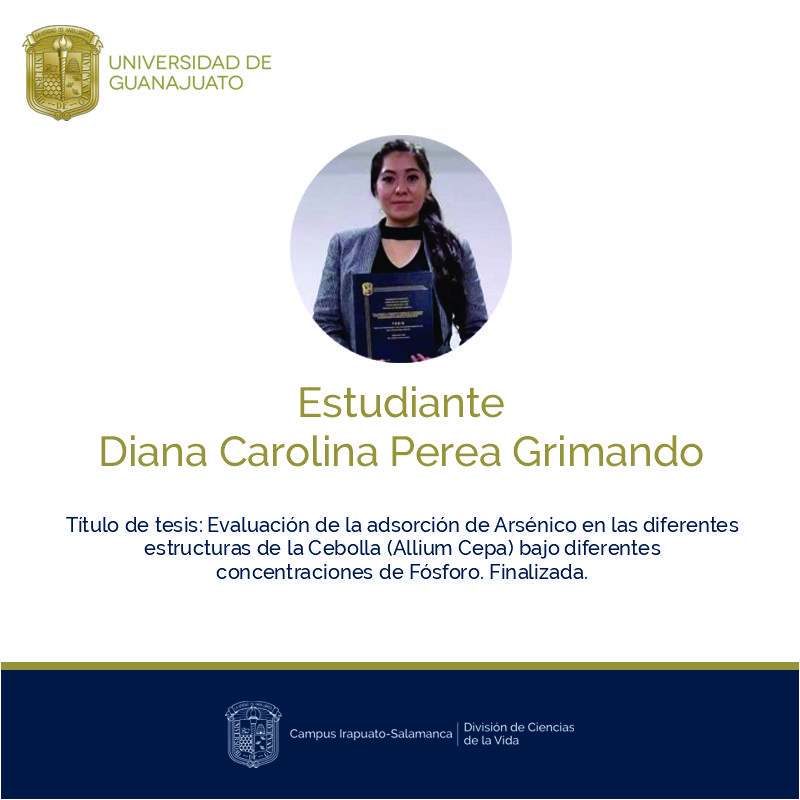 UNIVERSIDAD DE
GUANAJUATO
TESIS
Estudiante
Diana Carolina Perea Grimando
Título de tesis: Evaluación de la adsorción de Arsénico en las diferentes
estructuras de la Cebolla (Allium Cepa) bajo diferentes
concentraciones de Fósforo. Finalizada.
Campus Irapuato-Salamanca
División de Ciencias
de la Vida